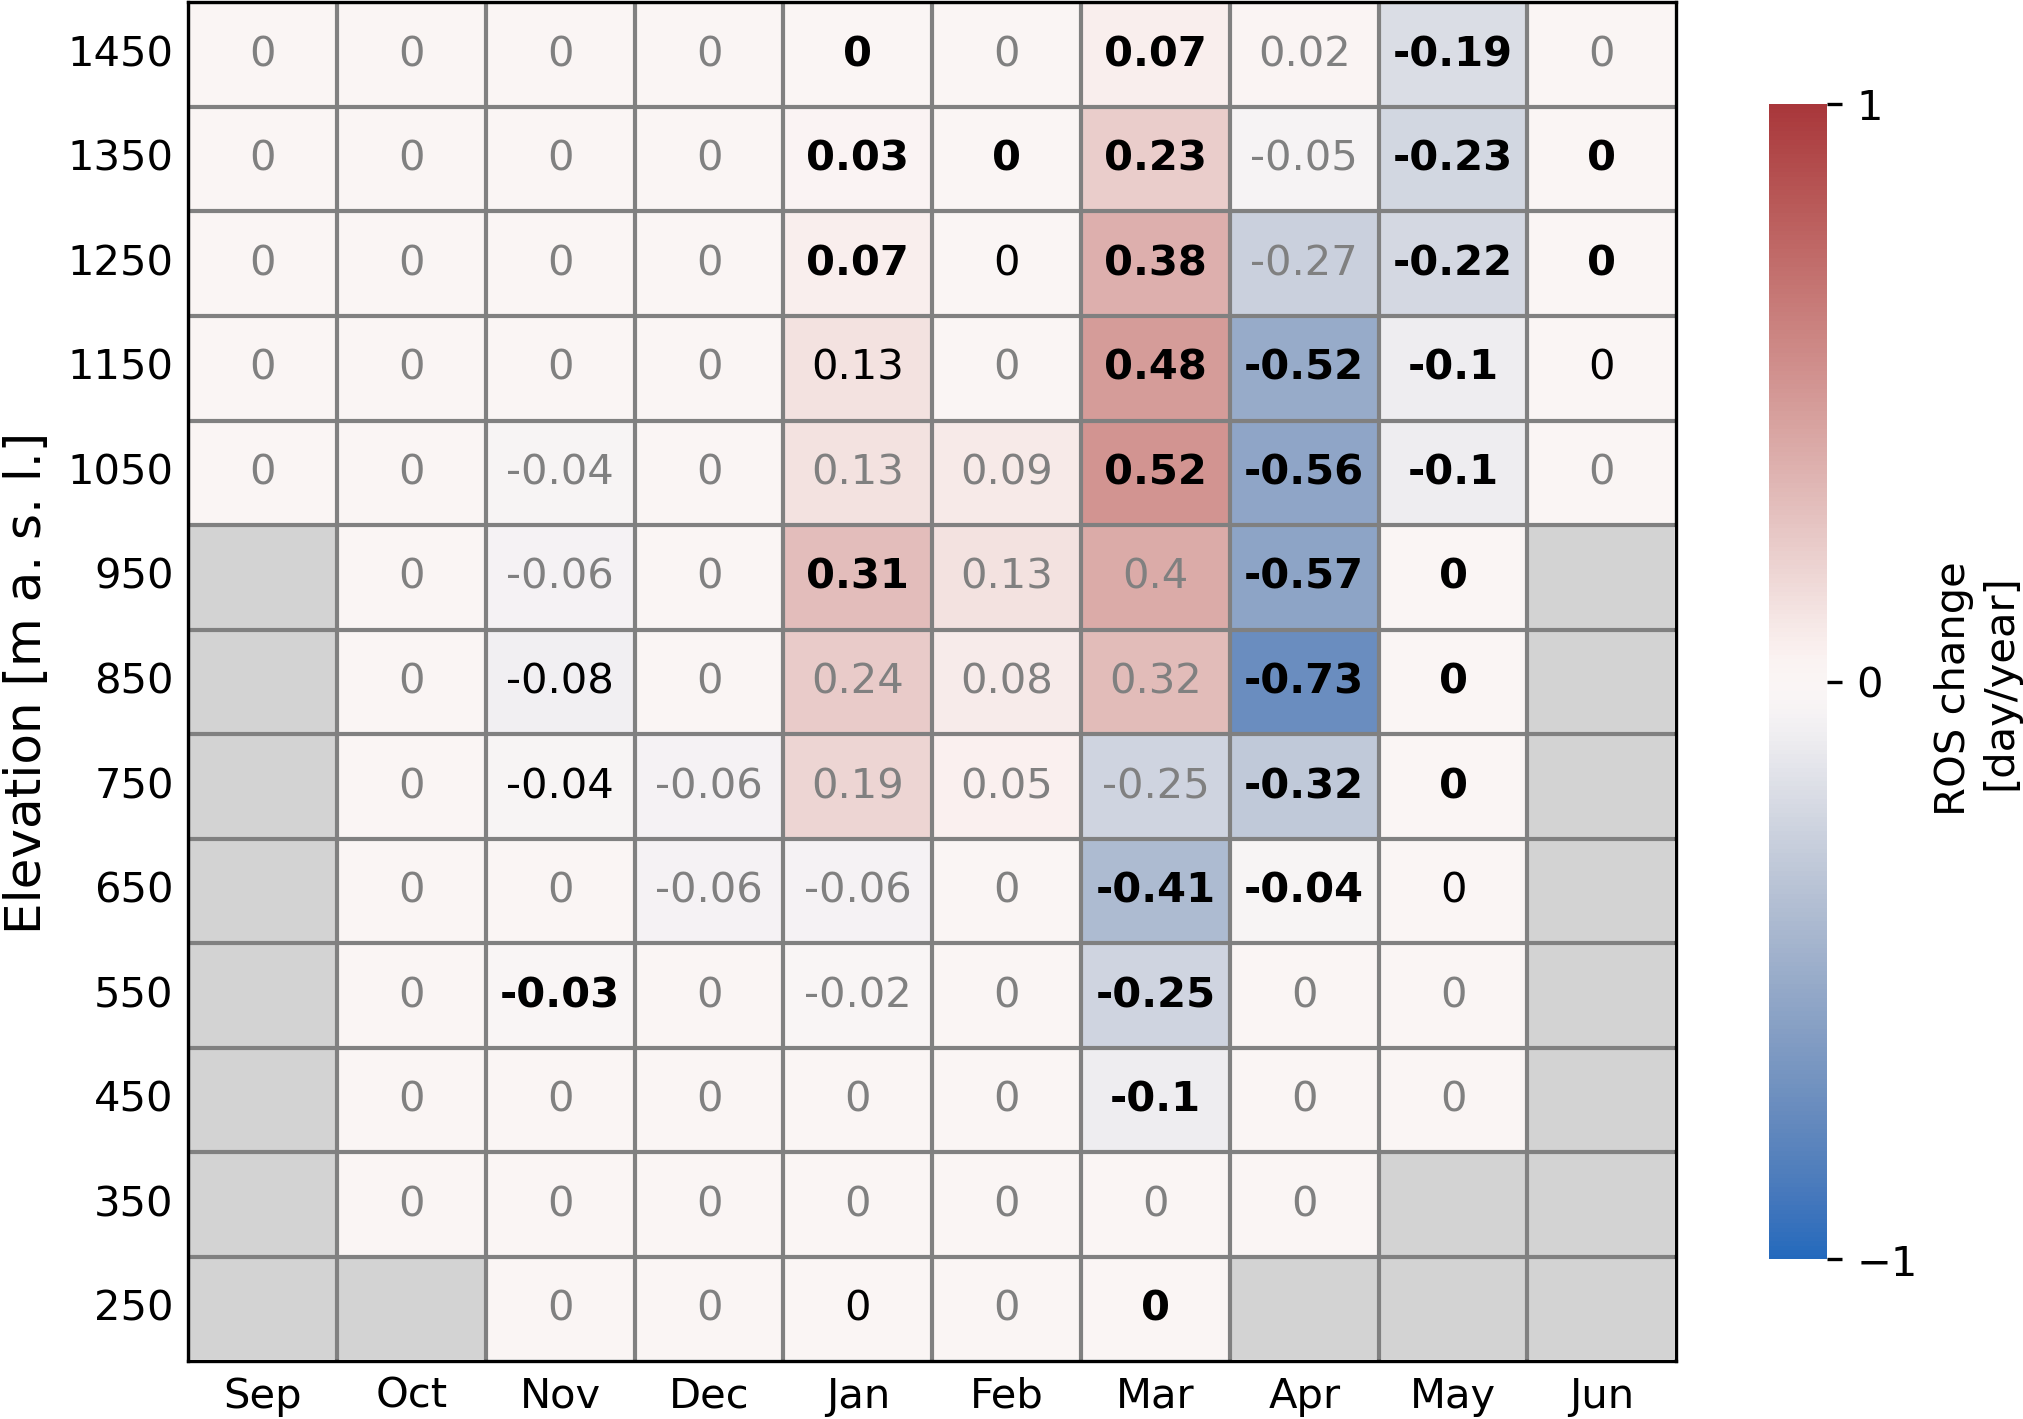 1450 0 0 0 0 0 0 0.07 0.02 -0.19 0
1350 0 0 0 0 0.03 0 0.23 -0.05 -0.23 0
1250 0 0 0 0 0.07 0 0.38 -0.27 -0.22 0
1150 0 0 0 0 0.13 0 0.48 -0.52 -0.1 0
1050 0 0 -0.04 0 0.13 0.09 0.52 -0.56 -0.1 0
950 0 -0.06 0 0.31 0.13 0.4 -0.57 0
850 0 -0.08 0 0.24 0.08 0.32 -0.73 0
750 0 -0.04 -0.06 0.19 0.05 -0.25 -0.32 0
650 0 0 -0.06 -0.06 0 -0.41 -0.04 0
550 0 -0.03 0 -0.02 0 -0.25 0 0
450 0 0 0 0 0 -0.1 0 0
350 0 0 0 0 0 0 0
250 0 0 0 0 0
Sep Oct Nov Dec Jan Feb Mar Apr May Jun
Elevation [m a. s. l.]
1
0
−1
ROS change
[day/year]